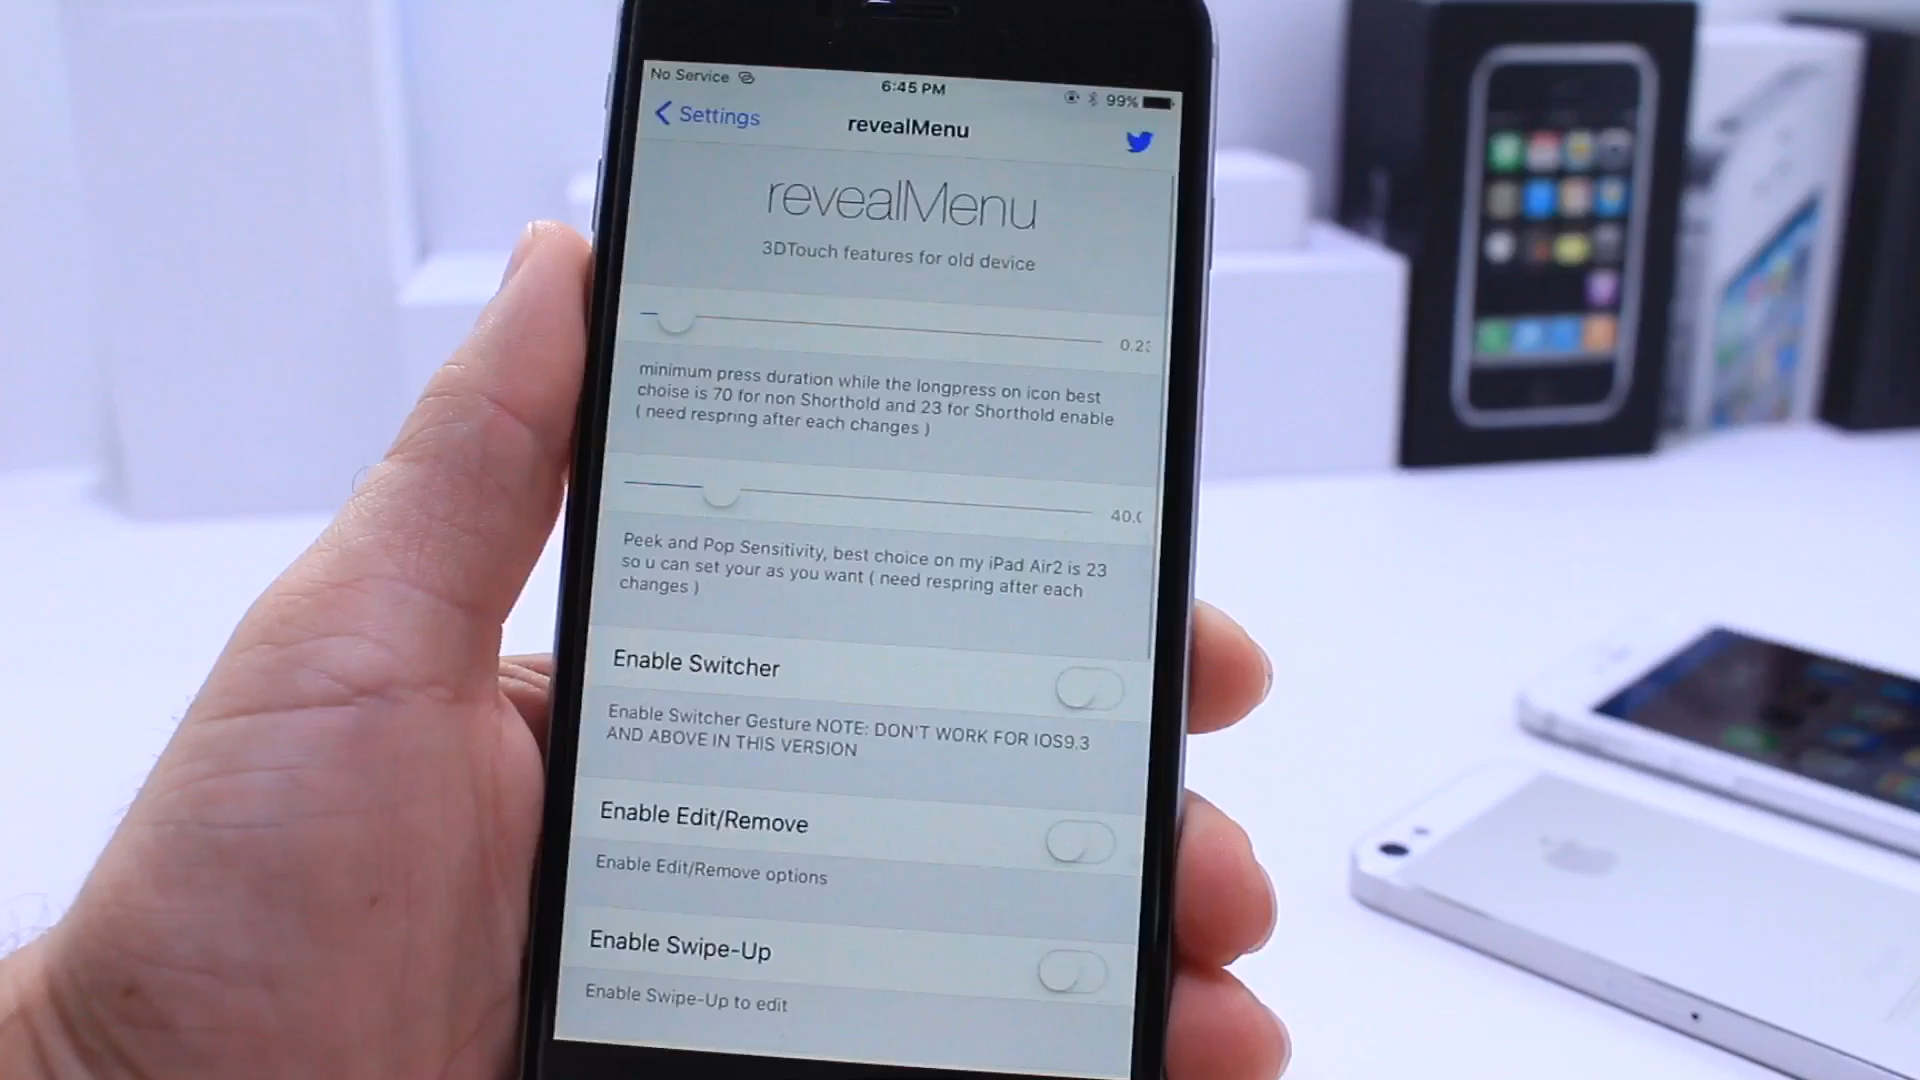 No Service
6:45 PM
99%
Settings
revealMenu
revealMenu
3DTouch features for old device
minimum press duration while the longpress on icon best
choise is 70 for non Shorthold and 23 for Shorthold enable
( need respring after each changes )
Peek and Pop Sensitivity, best choice on my iPad Air2 is 23
so u can set your as you want ( need respring after each
changes )
Enable Switcher
Enable Switcher Gesture NOTE: DON'T WORK FOR IOS9.3
AND ABOVE IN THIS VERSION
Enable Edit/Remove
Enable Edit/Remove options
Enable Swipe-Up
Enable Swipe-Up to edit